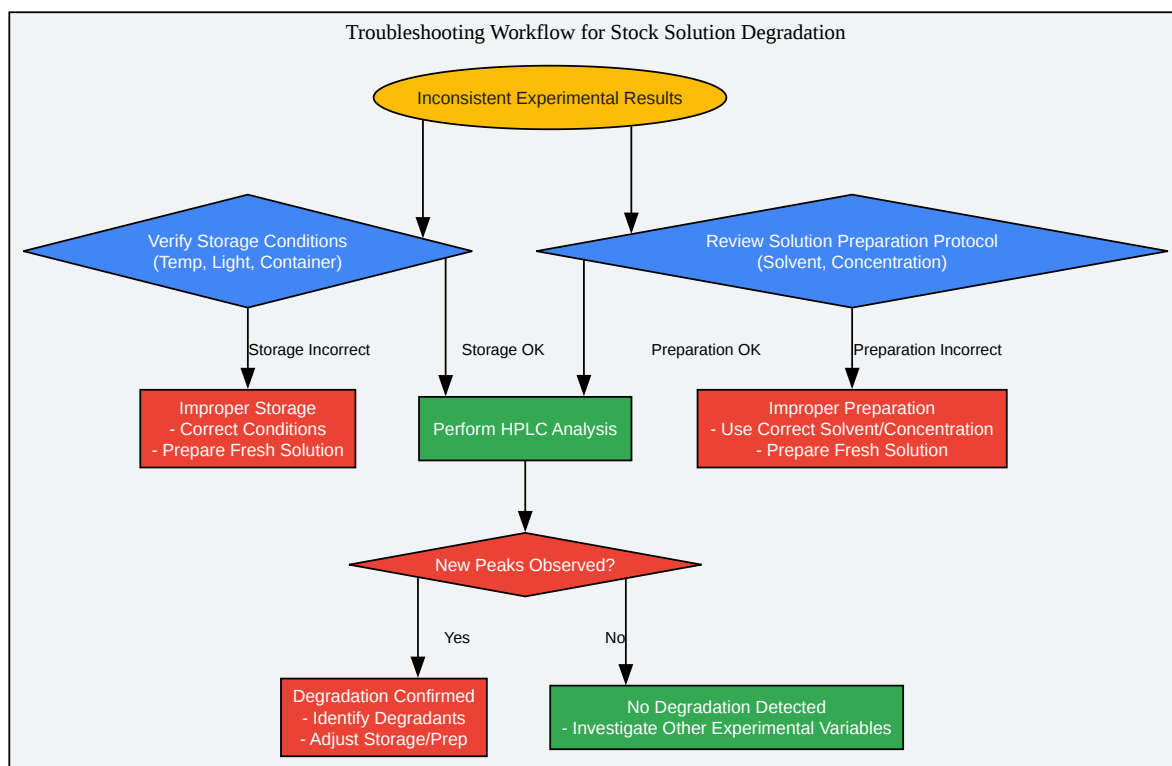 Troubleshooting Workflow for Stock Solution Degradation
Inconsistent Experimental Results
Verify Storage Conditions
(Temp, Light, Container)
Review Solution Preparation Protocol
(Solvent, Concentration)
Storage Incorrect
Storage OK
Preparation OK
Preparation Incorrect
Improper Storage
- Correct Conditions
- Prepare Fresh Solution
Perform HPLC Analysis
Improper Preparation
- Use Correct Solvent/Concentration
- Prepare Fresh Solution
New Peaks Observed?
Yes
No
Degradation Confirmed
- Identify Degradants
- Adjust Storage/Prep
No Degradation Detected
- Investigate Other Experimental Variables